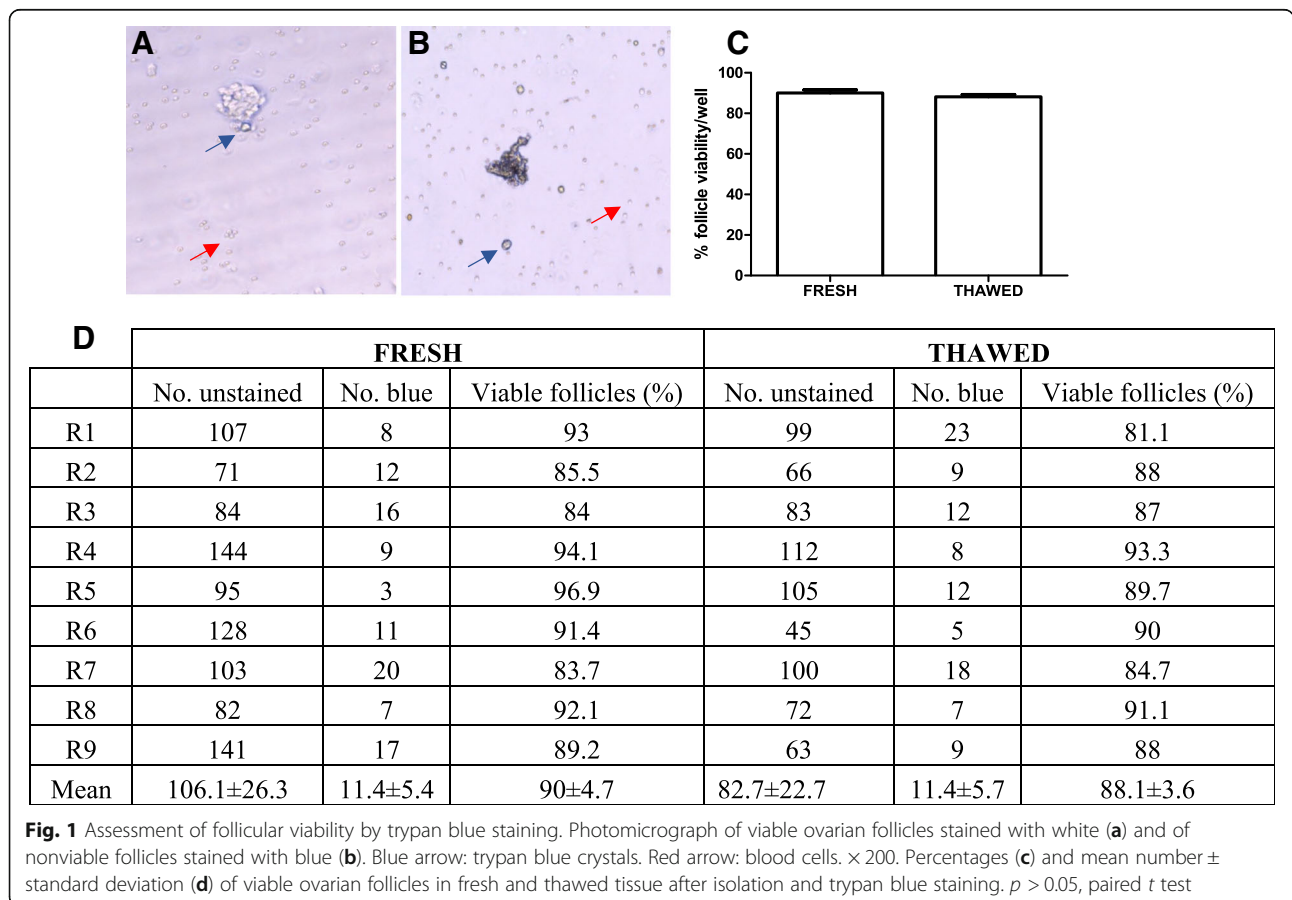 A
B
C
100
80
60
40
20
0
% follicle viability/well
FRESH THAWED
D
FRESH THAWED
No. unstained No. blue Viable follicles (%) No. unstained No. blue Viable follicles (%)
R1 107 8 93 99 23 81.1
R2 71 12 85.5 66 9 88
R3 84 16 84 83 12 87
R4 144 9 94.1 112 8 93.3
R5 95 3 96.9 105 12 89.7
R6 128 11 91.4 45 5 90
R7 103 20 83.7 100 18 84.7
R8 82 7 92.1 72 7 91.1
R9 141 17 89.2 63 9 88
Mean 106.1±26.3 11.4±5.4 90±4.7 82.7±22.7 11.4±5.7 88.1±3.6
Fig. 1 Assessment of follicular viability by trypan blue staining. Photomicrograph of viable ovarian follicles stained with white (a) and of
nonviable follicles stained with blue (b). Blue arrow: trypan blue crystals. Red arrow: blood cells. × 200. Percentages (c) and mean number ±
standard deviation (d) of viable ovarian follicles in fresh and thawed tissue after isolation and trypan blue staining. p > 0.05, paired t test